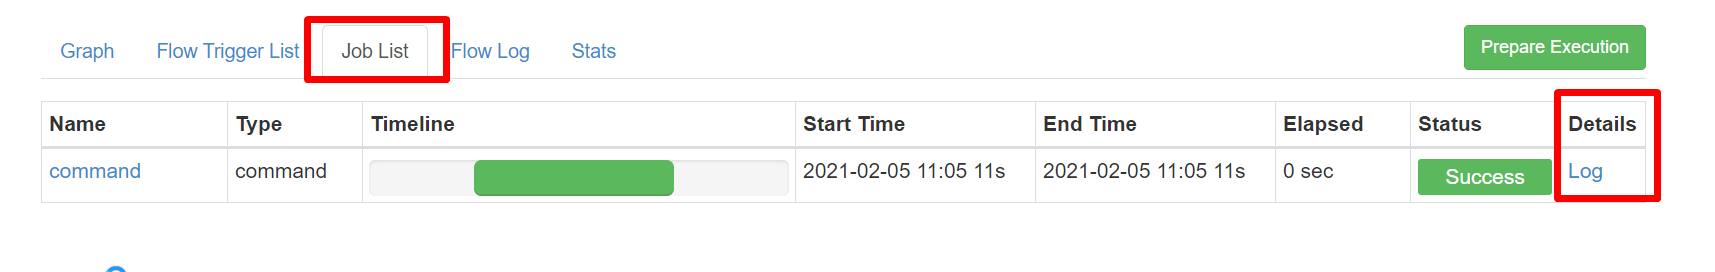 Graph Flow Trigger List Job List Flow Log Stats Prepare Execution
Name Type Timeline Start Time End Time Elapsed Status Details
command command 2021-02-05 11:05 11s 2021-02-05 11:05 11s 0 sec Success Log